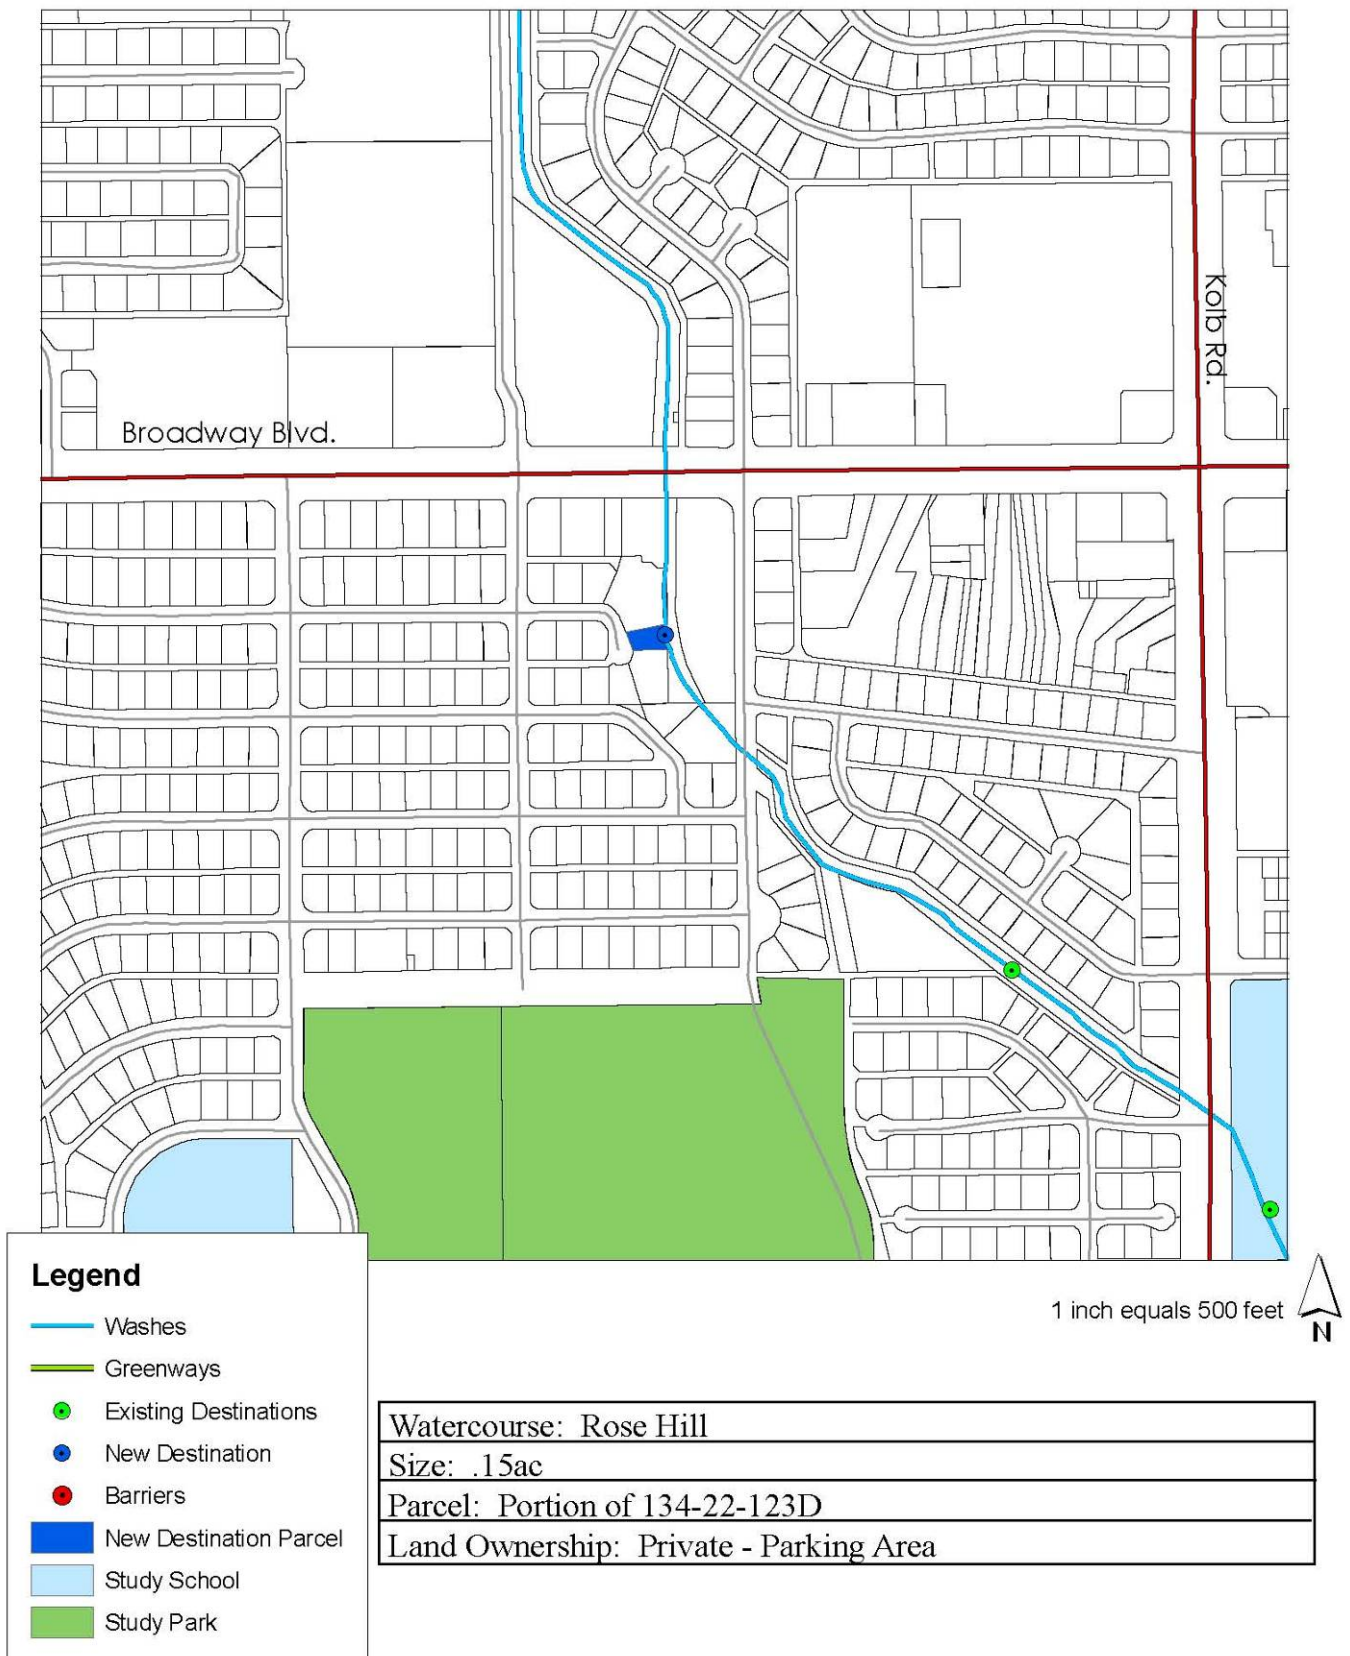 Kolb Rd.
Broadway Blvd.
Legend
Washes
Greenways
Existing Destinations
New Destination
Barriers
New Destination Parcel
Study School
Study Park
1 inch equals 500 feet
N
Watercourse: Rose Hill
Size: .15ac
Parcel: Portion of 134-22-123D
Land Ownership: Private - Parking Area